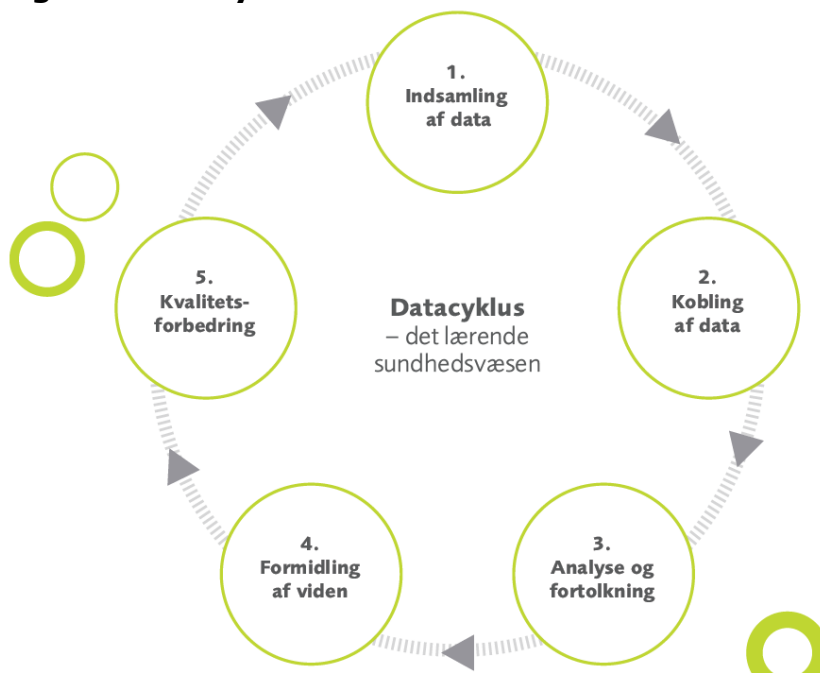 1.
Indsamling
af data
2.
Kobling
af data
3.
Analyse og
fortolkning
4.
Formidling
af viden
5.
Kvalitets-
forbedring
Datacyklus
– det lærende
sundhedsvæsen